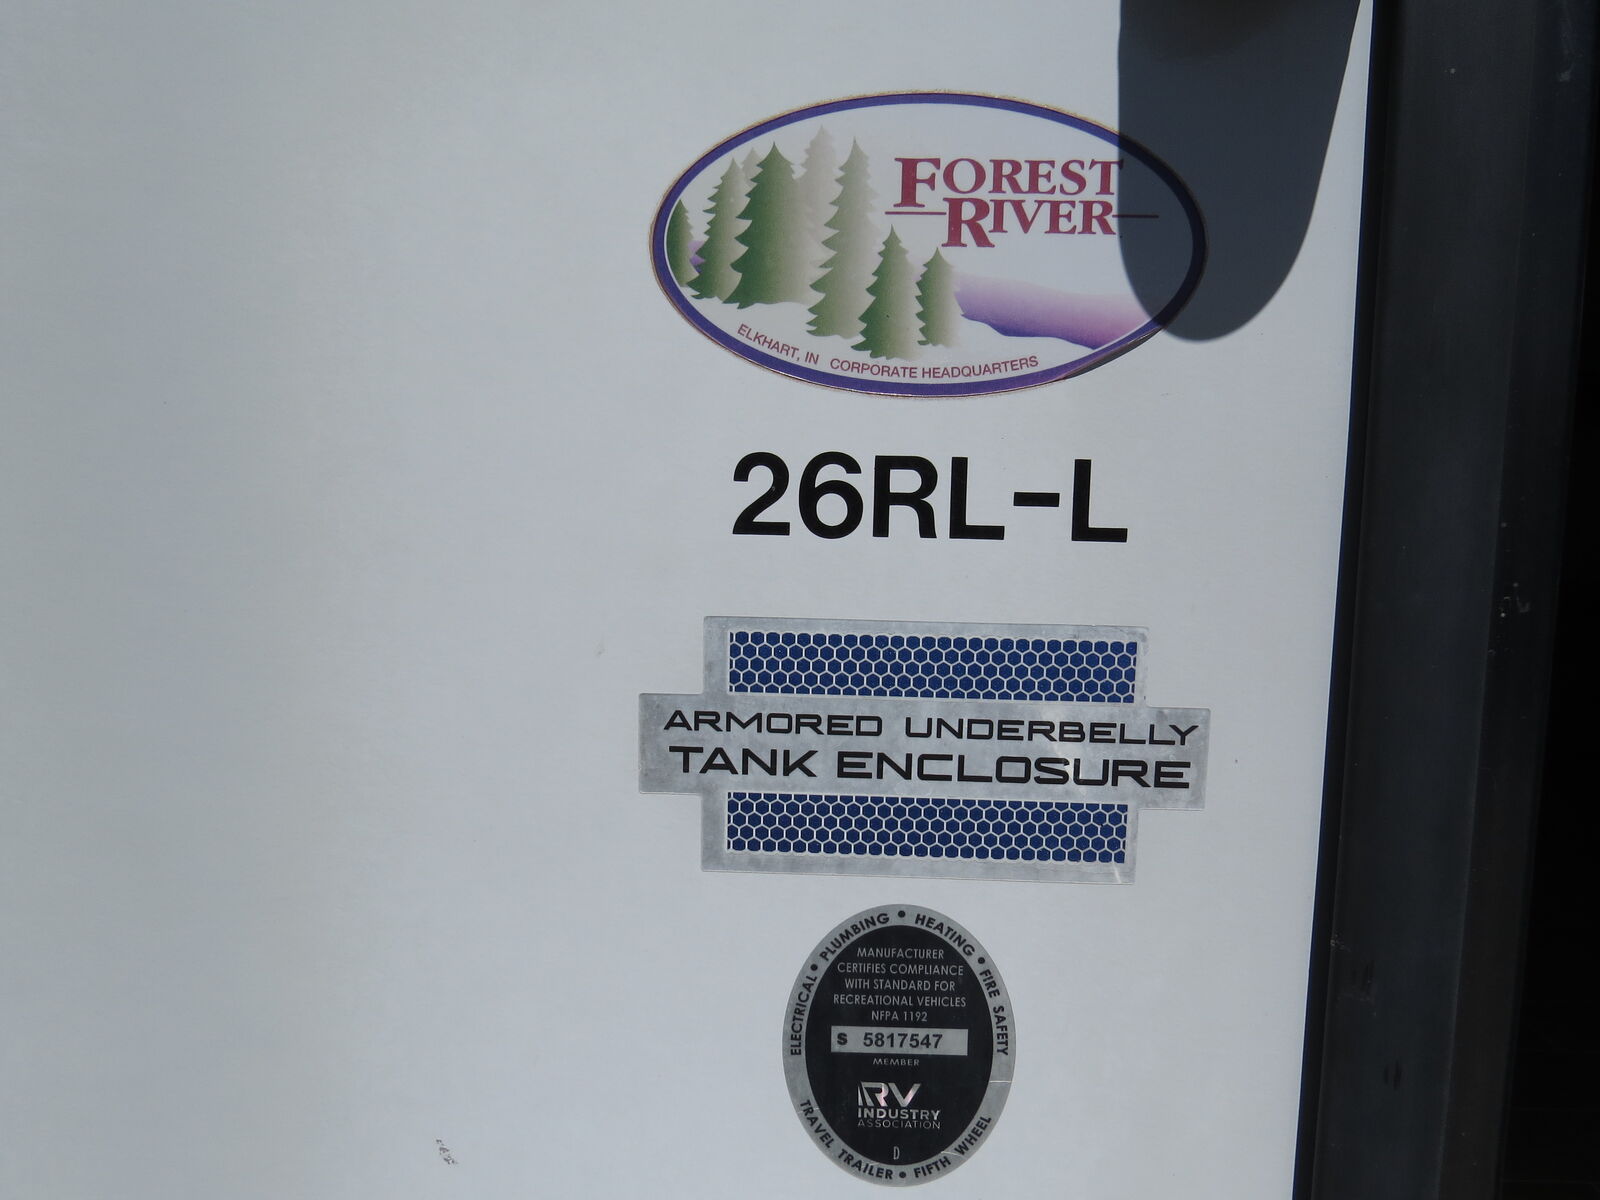 FOREST
RIVER
ELKHART, IN CORPORATE HEADQUARTERS
26RL-L
ARMORED UNDERBELLY
TANK ENCLOSURE
ELECTRICAL • PLUMBING • HEATING • FIRE SAFETY
MANUFACTURER
CERTIFIES COMPLIANCE
WITH STANDARD FOR
RECREATIONAL VEHICLES
NFPA 1192
S 5817547
MEMBER
RV
INDUSTRY
ASSOCIATION
D
TRAVEL TRAILER • FIFTH WHEEL